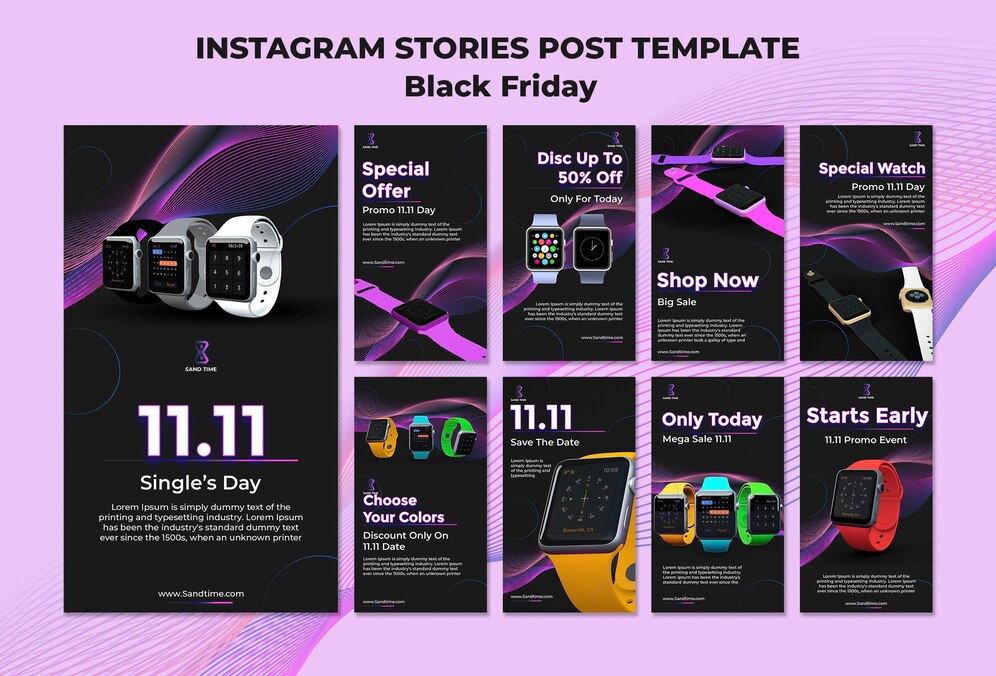 INSTAGRAM STORIES POST TEMPLATE
Black Friday
SAND TIME
11.11
Single's Day
Lorem Ipsum is simply dummy text of the
printing and typesetting industry. Lorem Ipsum
has been the industry's standard dummy text
ever since the 1500s, when an unknown printer
www.Sandtime.com
SAND TIME
Special
Offer
Promo 11.11 Day
Lorem Ipsum is simply dummy text of the
printing and typesetting industry. Lorem Ipsum
has been the industry's standard dummy text
ever since the 1500s, when an unknown printer
www.Sandtime.com
SAND TIME
Disc Up To
50% Off
Only For Today
Lorem Ipsum is simply dummy text of the
printing and typesetting industry. Lorem Ipsum
has been the industry's standard dummy text
ever since the 1500s, when an unknown printer
www.Sandtime.com
SAND TIME
Shop Now
Big Sale
Lorem Ipsum is simply dummy text of the
printing and typesetting industry. Lorem
Ipsum has been the industry's standard
dummy text ever since the 1500s, when an
unknown printer took a galley of type and
www.Sandtime.com
SAND TIME
Special Watch
Promo 11.11 Day
Lorem Ipsum is simply dummy text of the
printing and typesetting industry. Lorem Ipsum
has been the industry's standard dummy text
ever since the 1500s, when an unknown printer
www.Sandtime.com
SAND TIME
Choose
Your Colors
Discount Only On
11.11 Date
Lorem Ipsum is simply dummy text of the
printing and typesetting industry. Lorem Ipsum
has been the industry's standard dummy text
www.Sandtime.com
SAND TIME
11.11
Save The Date
Lorem Ipsum is simply
dummy text of the
printing and
typesetting
10:09
Roseville, CA
www.Sandtime.com
SAND TIME
Only Today
Mega Sale 11.11
Lorem Ipsum is simply dummy text of the
printing and typesetting industry.
Lorem Ipsum has been the industry's
standard dummy text ever since the
www.Sandtime.com
SAND TIME
Starts Early
11.11 Promo Event
Lorem Ipsum is simply dummy text of the
printing and typesetting industry. Lorem Ipsum
has been the industry's standard dummy text
www.Sandtime.com